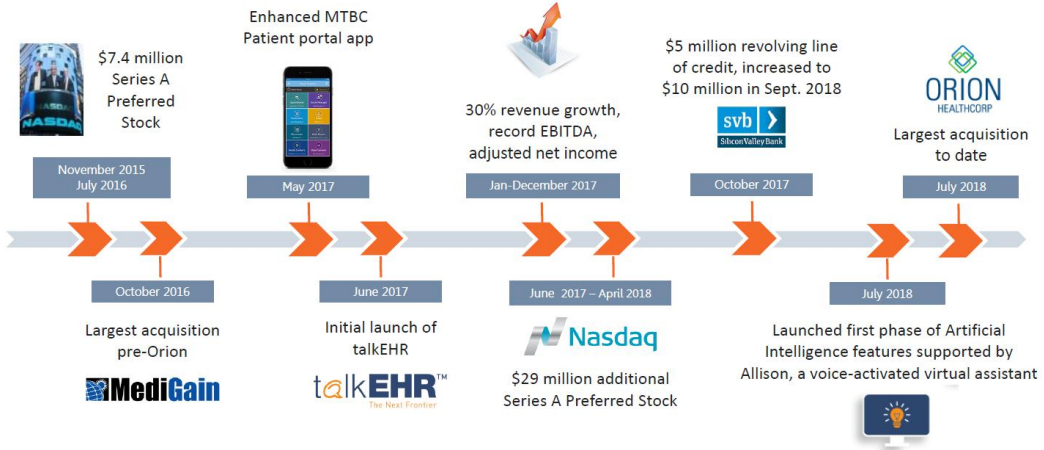 Enhanced MTBC
Patient portal app
$7.4 million
Series A
Preferred
Stock
NASDAQ
30% revenue growth,
record EBITDA,
adjusted net income
$5 million revolving line
of credit, increased to
$10 million in Sept. 2018
svb
Silicon Valley Bank
ORION
HEALTHCORP
Largest acquisition
to date
November 2015
July 2016
May 2017
Jan-December 2017
October 2017
July 2018
October 2016
June 2017
June 2017 – April 2018
July 2018
Largest acquisition
pre-Orion
MediGain
Initial launch of
talkEHR
talkEHR™
The Next Frontier
Nasdaq
$29 million additional
Series A Preferred Stock
Launched first phase of Artificial
Intelligence features supported by
Allison, a voice-activated virtual assistant